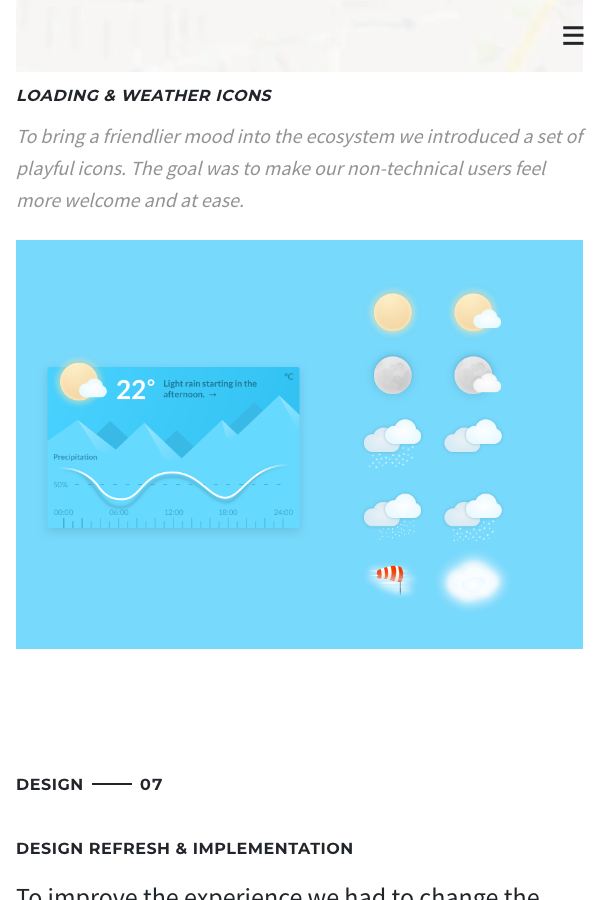 LOADING & WEATHER ICONS
To bring a friendlier mood into the ecosystem we introduced a set of
playful icons. The goal was to make our non-technical users feel
more welcome and at ease.
°C
22°
Light rain starting in the
afternoon. →
Precipitation
50%
00:00 06:00 12:00 18:00 24:00
DESIGN —— 07
DESIGN REFRESH & IMPLEMENTATION
To improve the experience we had to change the